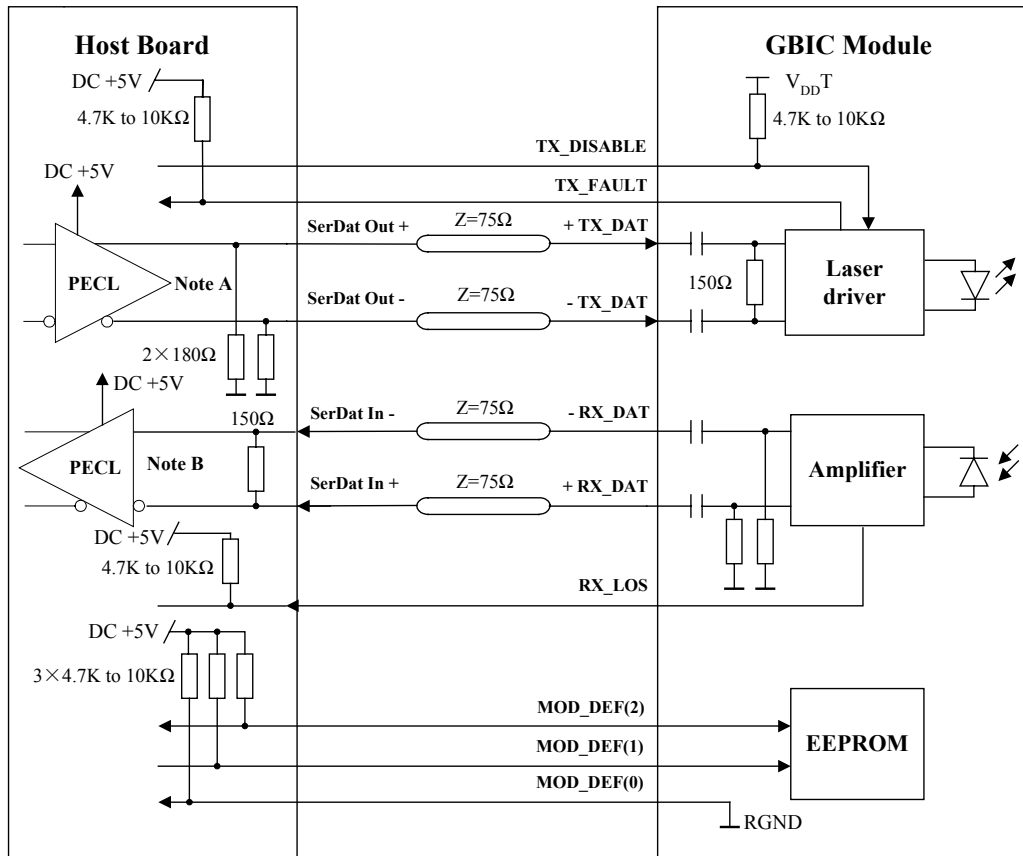 Host Board
GBIC Module
DC +5V
4.7K to 10KΩ
V_DD T
4.7K to 10KΩ
TX_DISABLE
DC +5V
TX_FAULT
SerDat Out +
Z=75Ω
+ TX_DAT
PECL
Note A
150Ω
Laser
driver
SerDat Out -
Z=75Ω
- TX_DAT
2×180Ω
DC +5V
150Ω
SerDat In -
Z=75Ω
- RX_DAT
PECL
Note B
Amplifier
SerDat In +
Z=75Ω
+ RX_DAT
DC +5V
4.7K to 10KΩ
RX_LOS
DC +5V
3×4.7K to 10KΩ
MOD_DEF(2)
EEPROM
MOD_DEF(1)
MOD_DEF(0)
RGND